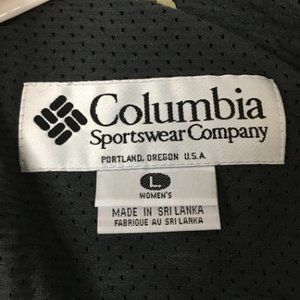 Columbia
Sportswear Company
PORTLAND, OREGON U.S.A.
L
WOMEN'S
MADE IN SRI LANKA
FABRIQUE AU SRI LANKA